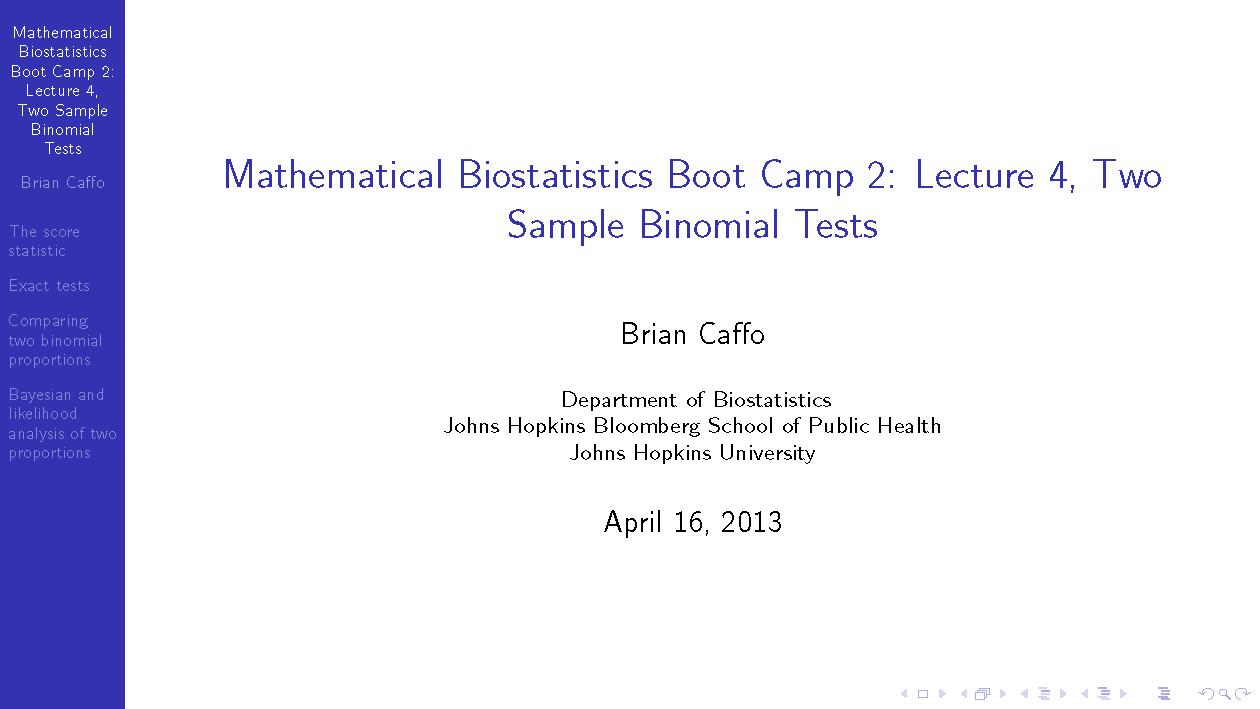 Mathematical
Biostatistics
Boot Camp 2:
Lecture 4,
Two Sample
Binomial
Tests
Brian Caffo
The score
statistic
Exact tests
Comparing
two binomial
proportions
Bayesian and
likelihood
analysis of two
proportions
Mathematical Biostatistics Boot Camp 2: Lecture 4, Two
Sample Binomial Tests
Brian Caffo
Department of Biostatistics
Johns Hopkins Bloomberg School of Public Health
Johns Hopkins University
April 16, 2013